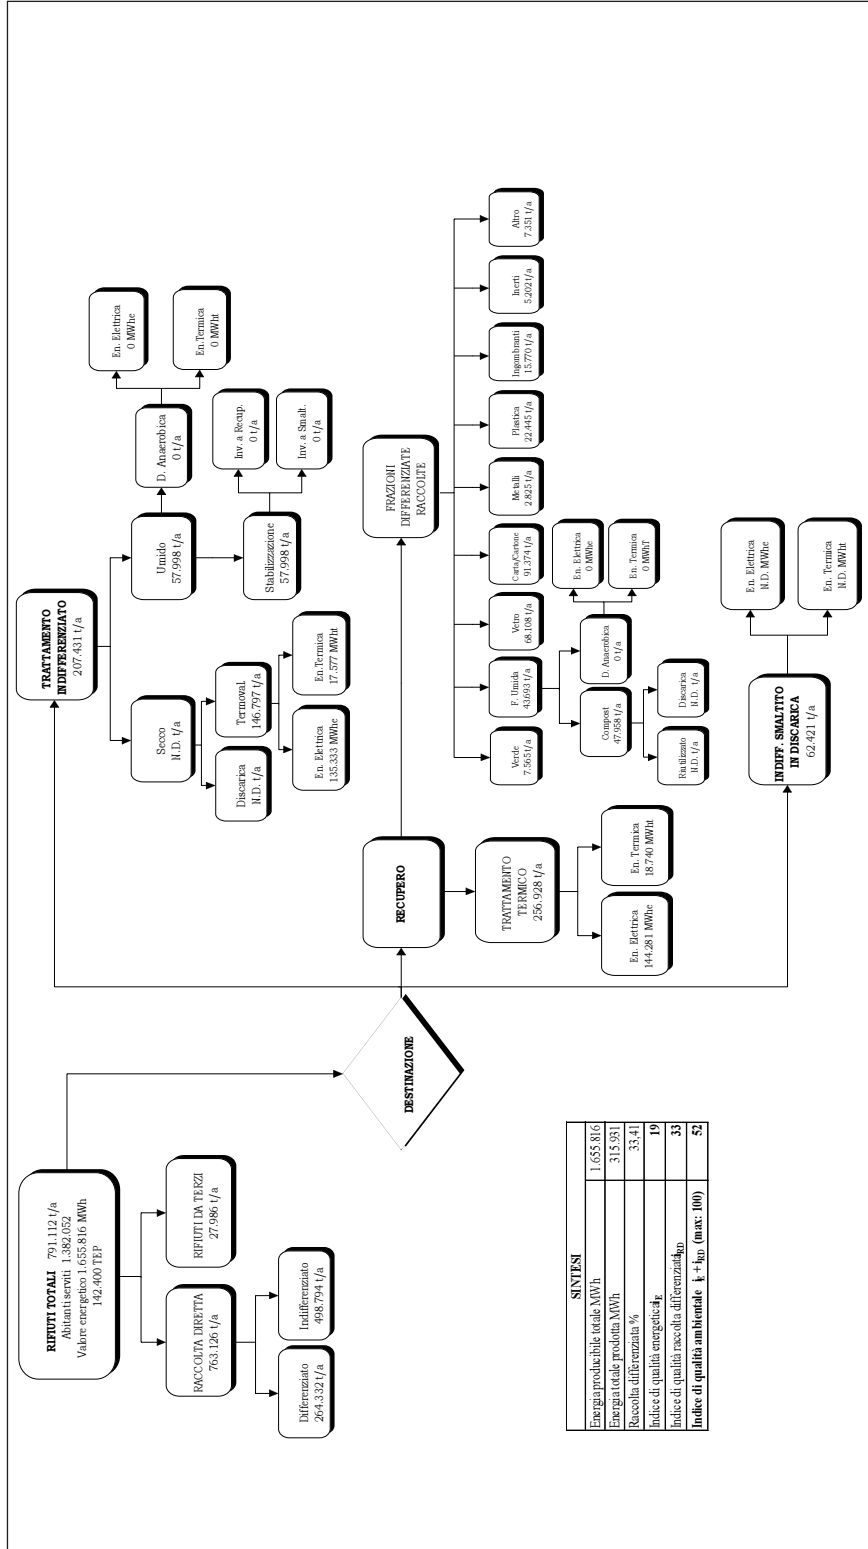 RIFIUTI TOTALI 791.112 t/a
Abitanti serviti 1.382.052
Valore energetico 1.655.816 MWh
142.400 TEP
RACCOLTA DIRETTA
763.126 t/a
RIFIUTI DA TERZI
27.986 t/a
Differenziato
264.332 t/a
Indifferenziato
498.794 t/a
DESTINAZIONE
TRATTAMENTO
INDIFFERENZIATO
207.431 t/a
Secco
N.D. t/a
Umido
57.998 t/a
Discarica
N.D. t/a
Termoval.
146.797 t/a
En. Elettrica
135.333 MWhe
En.Termica
17.577 MWht
Stabilizzazione
57.998 t/a
D. Anaerobica
0 t/a
Inv. a Recup.
0 t/a
Inv. a Smalt.
0 t/a
En. Elettrica
0 MWhe
En.Termica
0 MWht
RECUPERO
TRATTAMENTO
TERMICO
256.928 t/a
En. Elettrica
144.281 MWhe
En. Termica
18.740 MWht
FRAZIONI
DIFFERENZIATE
RACCOLTE
Verde
7.565t/a
F. Umida
43.693 t/a
Vetro
68.108 t/a
Carta/Cartone
91.374 t/a
Metalli
2.825 t/a
Plastica
22.445 t/a
Ingombranti
15.770 t/a
Inerti
5.202t/a
Altro
7.351 t/a
Compost
47.958 t/a
D. Anaerobica
0 t/a
Riutilizzato
N.D. t/a
Discarica
N.D. t/a
En. Elettrica
0 MWhe
En. Termica
0 MWhT
INDIFF. SMALTITO
IN DISCARICA
62.421 t/a
En. Elettrica
N.D. MWhe
En. Termica
N.D. MWht
SINTESI
Energia producibile totale MWh 1.655.816
Energia totale prodotta MWh 315.931
Raccolta differenziata % 33,41
Indice di qualità energetica iE 19
Indice di qualità raccolta differenziata iRD 33
Indice di qualità ambientale iE + iRD (max: 100) 52